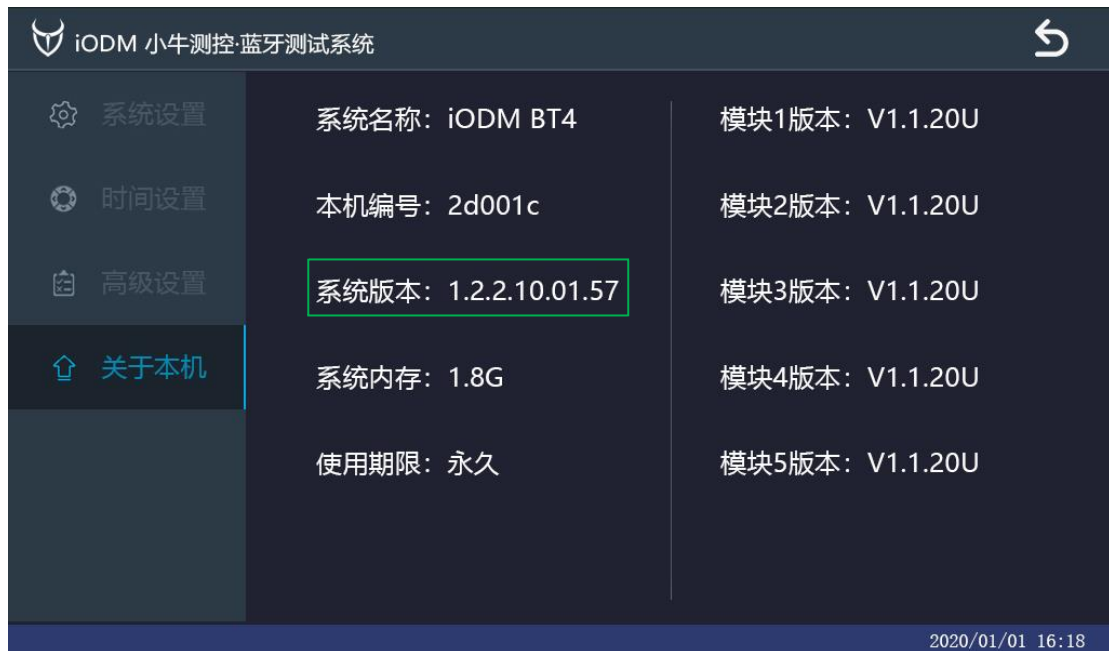 iODM 小牛测控·蓝牙测试系统
系统设置
时间设置
高级设置
关于本机
系统名称：iODM BT4
本机编号：2d001c
系统版本：1.2.2.10.01.57
系统内存：1.8G
使用期限：永久
模块1版本：V1.1.20U
模块2版本：V1.1.20U
模块3版本：V1.1.20U
模块4版本：V1.1.20U
模块5版本：V1.1.20U
2020/01/01 16:18